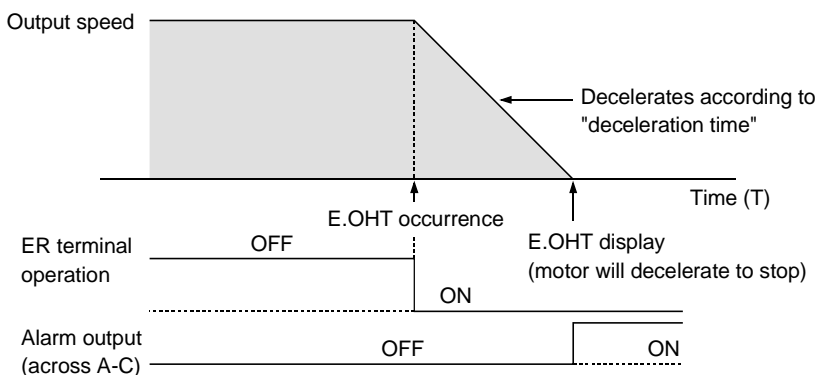 Output speed
Decelerates according to
"deceleration time"
Time (T)
E.OHT occurrence
E.OHT display
(motor will decelerate to stop)
ER terminal
operation
OFF
ON
Alarm output
(across A-C)
OFF
ON